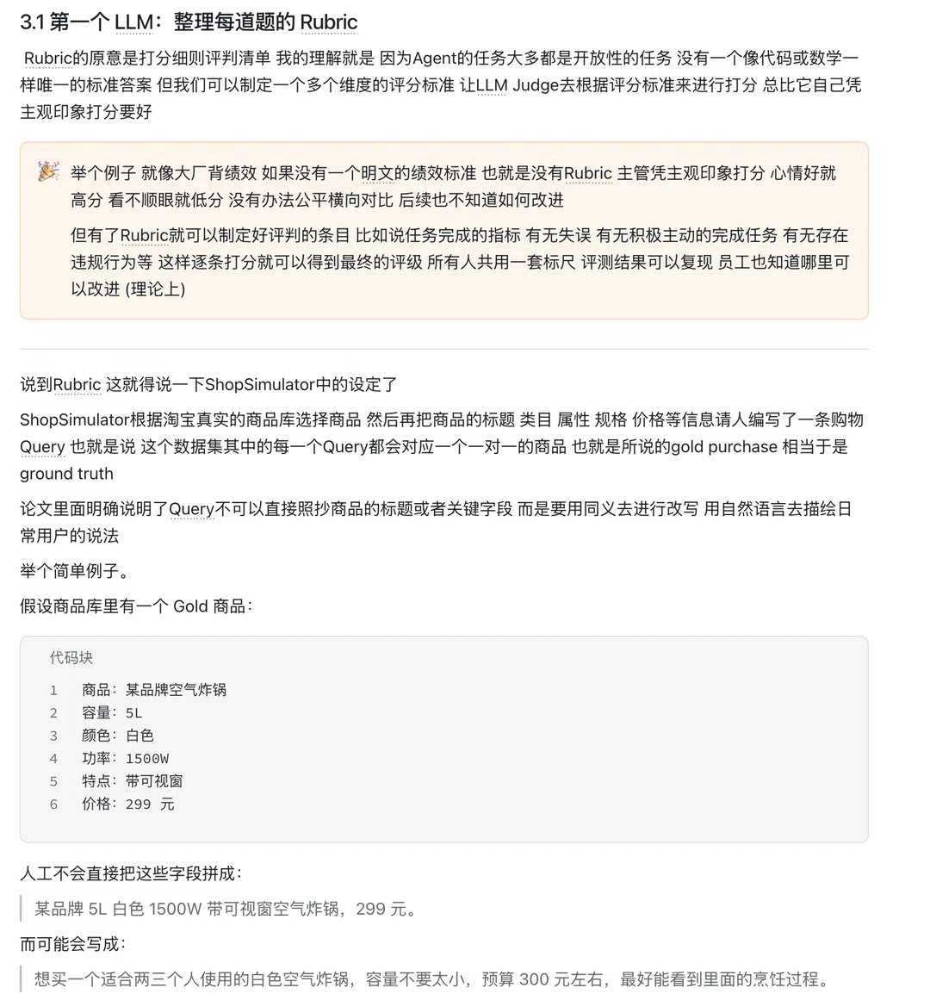 3.1 第一个 LLM：整理每道题的 Rubric
Rubric的原意是打分细则评判清单 我的理解就是 因为Agent的任务大多都是开放性的任务 没有一个像代码或数学一
样唯一的标准答案 但我们可以制定一个多个维度的评分标准 让LLM Judge去根据评分标准来进行打分 总比它自己凭
主观印象打分要好
🎉 举个例子 就像大厂背绩效 如果没有一个明文的绩效标准 也就是没有Rubric 主管凭主观印象打分 心情好就
高分 看不顺眼就低分 没有办法公平横向对比 后续也不知道如何改进
但有了Rubric就可以制定好评判的条目 比如说任务完成的指标 有无失误 有无积极主动的完成任务 有无存在
违规行为等 这样逐条打分就可以得到最终的评级 所有人共用一套标尺 评测结果可以复现 员工也知道哪里可
以改进 (理论上)
说到Rubric 这就得说一下ShopSimulator中的设定了
ShopSimulator根据淘宝真实的商品库选择商品 然后再把商品的标题 类目 属性 规格 价格等信息请人编写了一条购物
Query 也就是说 这个数据集其中的每一个Query都会对应一个一对一的商品 也就是所说的gold purchase 相当于是
ground truth
论文里面明确说明了Query不可以直接照抄商品的标题或者关键字段 而是要用同义去进行改写 用自然语言去描绘日
常用户的说法
举个简单例子。
假设商品库里有一个 Gold 商品：
代码块
1 商品：某品牌空气炸锅
2 容量：5L
3 颜色：白色
4 功率：1500W
5 特点：带可视窗
6 价格：299 元
人工不会直接把这些字段拼成：
某品牌 5L 白色 1500W 带可视窗空气炸锅，299 元。
而可能会写成：
想买一个适合两三个人使用的白色空气炸锅，容量不要太小，预算 300 元左右，最好能看到里面的烹饪过程。